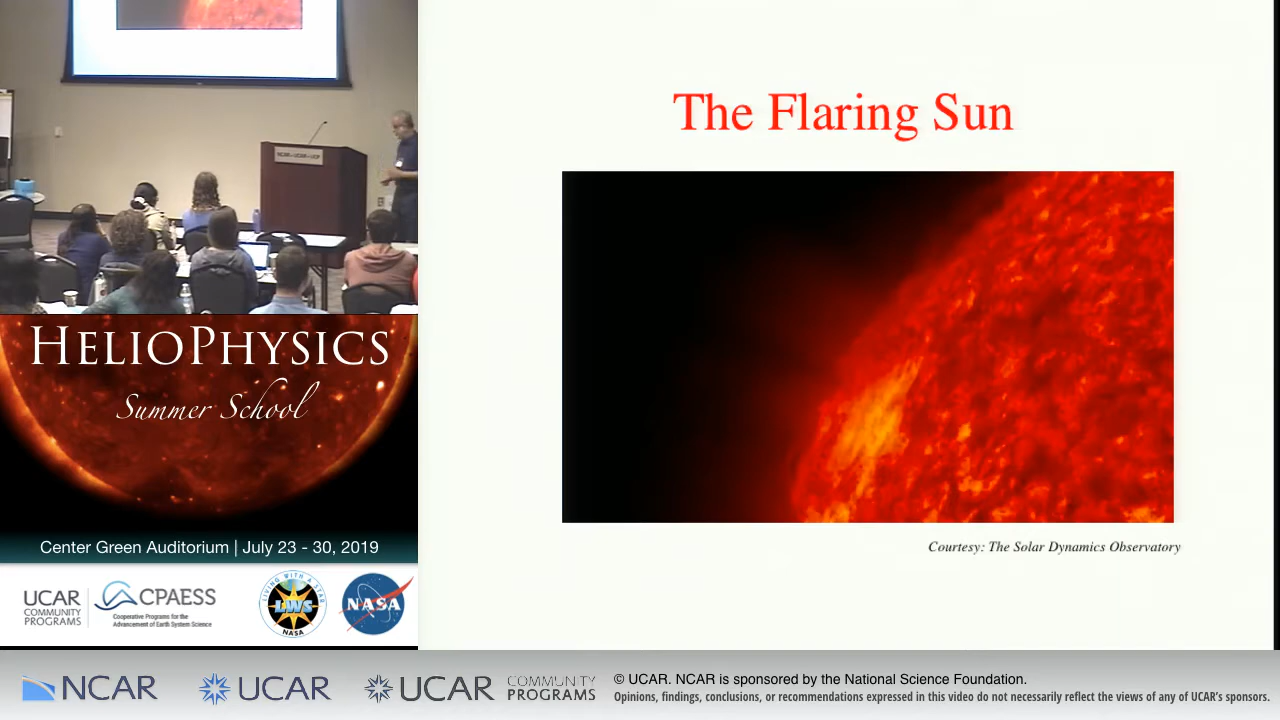 The Flaring Sun
Courtesy: The Solar Dynamics Observatory
NCAR • UCAR • UCP
HELIOPHYSICS
Summer School
Center Green Auditorium | July 23 - 30, 2019
UCAR
COMMUNITY
PROGRAMS
CPAESS
Cooperative Programs for the
Advancement of Earth System Science
LIVING WITH A STAR
LWS
NASA
NASA
NCAR
UCAR
UCAR
COMMUNITY
PROGRAMS
© UCAR. NCAR is sponsored by the National Science Foundation.
Opinions, findings, conclusions, or recommendations expressed in this video do not necessarily reflect the views of any of UCAR's sponsors.